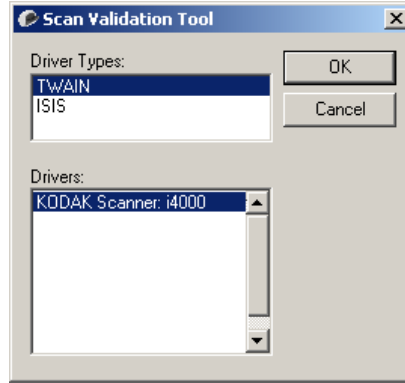 Scan Validation Tool
Driver Types:
TWAIN
ISIS
OK
Cancel
Drivers:
KODAK Scanner: i4000